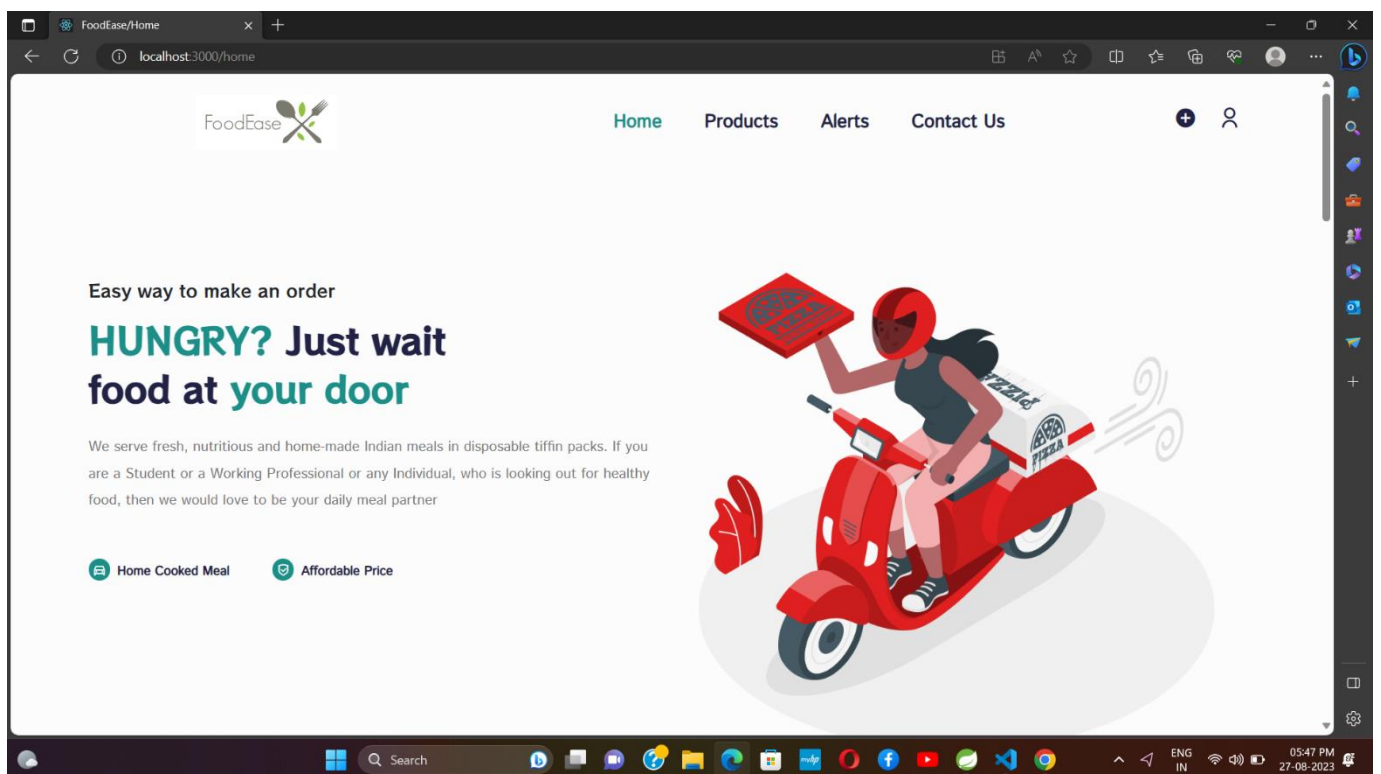 FoodEase/Home
localhost:3000/home
FoodEase
Home Products Alerts Contact Us
Easy way to make an order
HUNGRY? Just wait
food at your door
We serve fresh, nutritious and home-made Indian meals in disposable tiffin packs. If you
are a Student or a Working Professional or any Individual, who is looking out for healthy
food, then we would love to be your daily meal partner
Home Cooked Meal Affordable Price
PIZZA
PIZZA
PIZZA
Search
ENG
IN
05:47 PM
27-08-2023